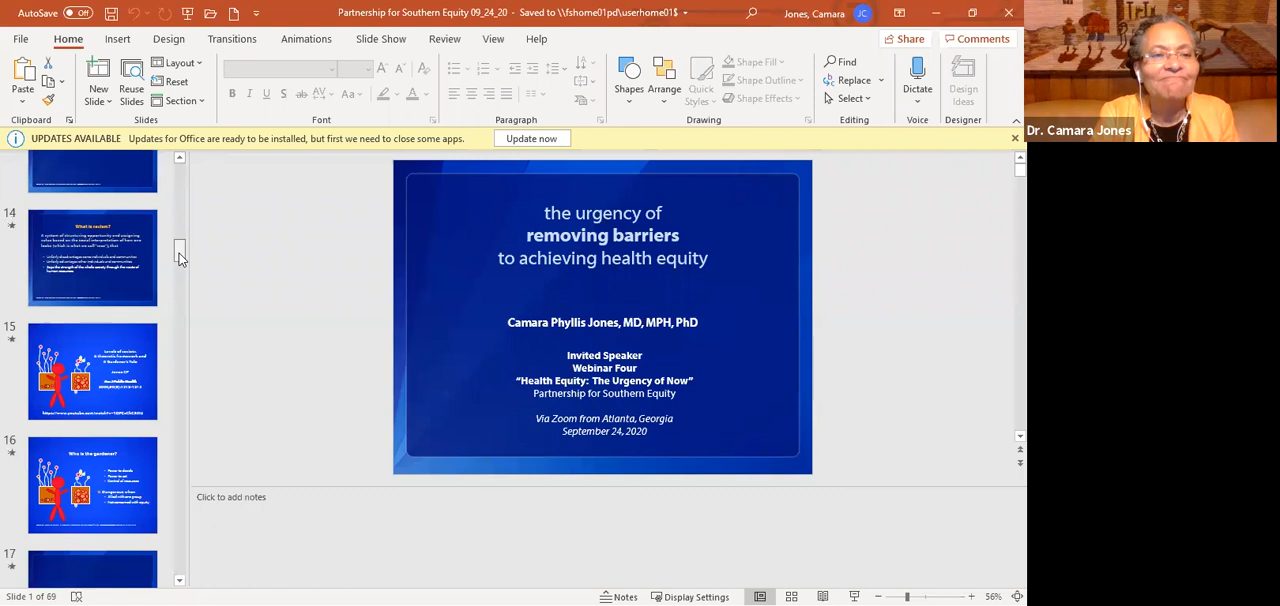 AutoSave Off
Partnership for Southern Equity 09_24_20 - Saved to \\fshome01pd\userhome01$
Jones, Camara JC
File Home Insert Design Transitions Animations Slide Show Review View Help
Share Comments
Paste
New Slides
Reuse Slides
Layout
Reset
Section
B I U S ab AV Aa A
Shapes
Arrange
Quick Styles
Shape Fill
Shape Outline
Shape Effects
Find
Replace
Select
Dictate
Design Ideas
Clipboard Slides Font Paragraph Drawing Editing Voice Designer
Dr. Camara Jones
UPDATES AVAILABLE Updates for Office are ready to be installed, but first we need to close some apps. Update now
14
What is racism?
15
16
Who is the gardener?
17
the urgency of
removing barriers
to achieving health equity
Camara Phyllis Jones, MD, MPH, PhD
Invited Speaker
Webinar Four
“Health Equity: The Urgency of Now”
Partnership for Southern Equity
Via Zoom from Atlanta, Georgia
September 24, 2020
Click to add notes
Slide 1 of 69
Notes Display Settings
56%